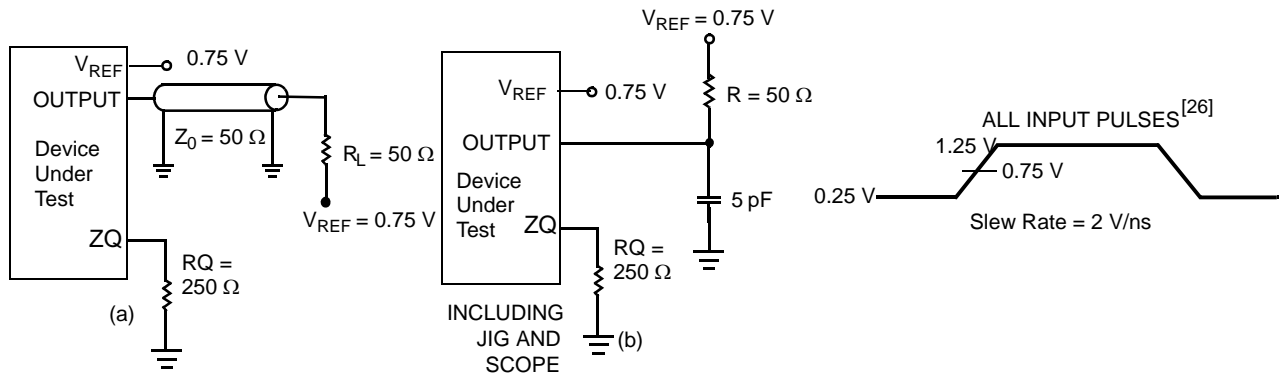 V_REF
0.75 V
OUTPUT
Z_0 = 50 Ω
Device
Under
Test
R_L = 50 Ω
V_REF = 0.75 V
ZQ
RQ =
250 Ω
(a)
V_REF = 0.75 V
R = 50 Ω
V_REF
0.75 V
OUTPUT
Device
Under
Test
5 pF
ZQ
RQ =
250 Ω
INCLUDING
JIG AND
SCOPE
(b)
ALL INPUT PULSES[26]
1.25 V
0.75 V
0.25 V
Slew Rate = 2 V/ns